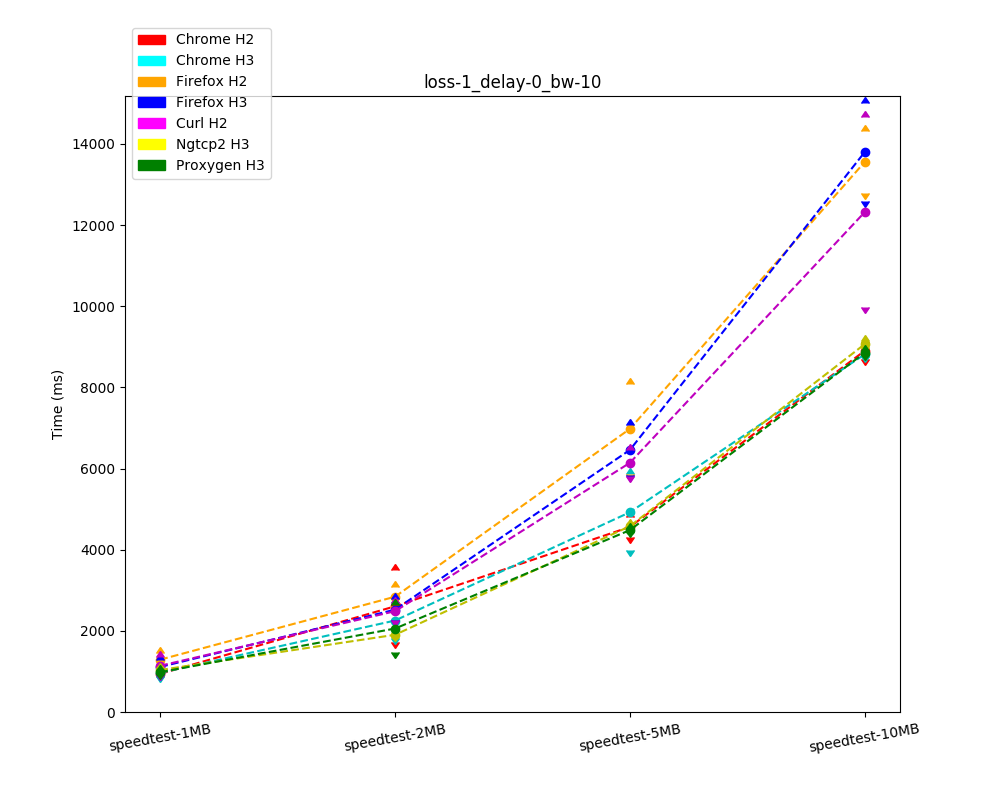 Chrome H2
Chrome H3
Firefox H2
Firefox H3
Curl H2
Ngtcp2 H3
Proxygen H3
loss-1_delay-0_bw-10
Time (ms)
14000
12000
10000
8000
6000
4000
2000
0
speedtest-1MB
speedtest-2MB
speedtest-5MB
speedtest-10MB